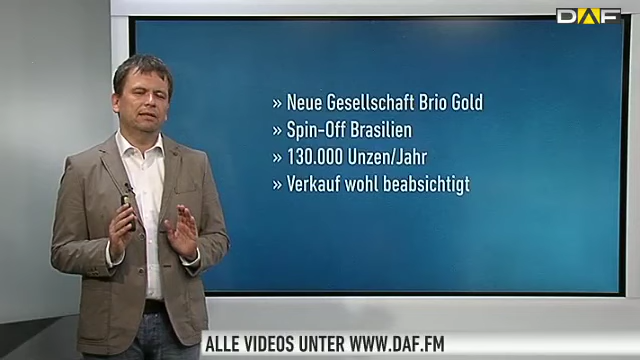 DAF
» Neue Gesellschaft Brio Gold
» Spin-Off Brasilien
» 130.000 Unzen/Jahr
» Verkauf wohl beabsichtigt
ALLE VIDEOS UNTER WWW.DAF.FM